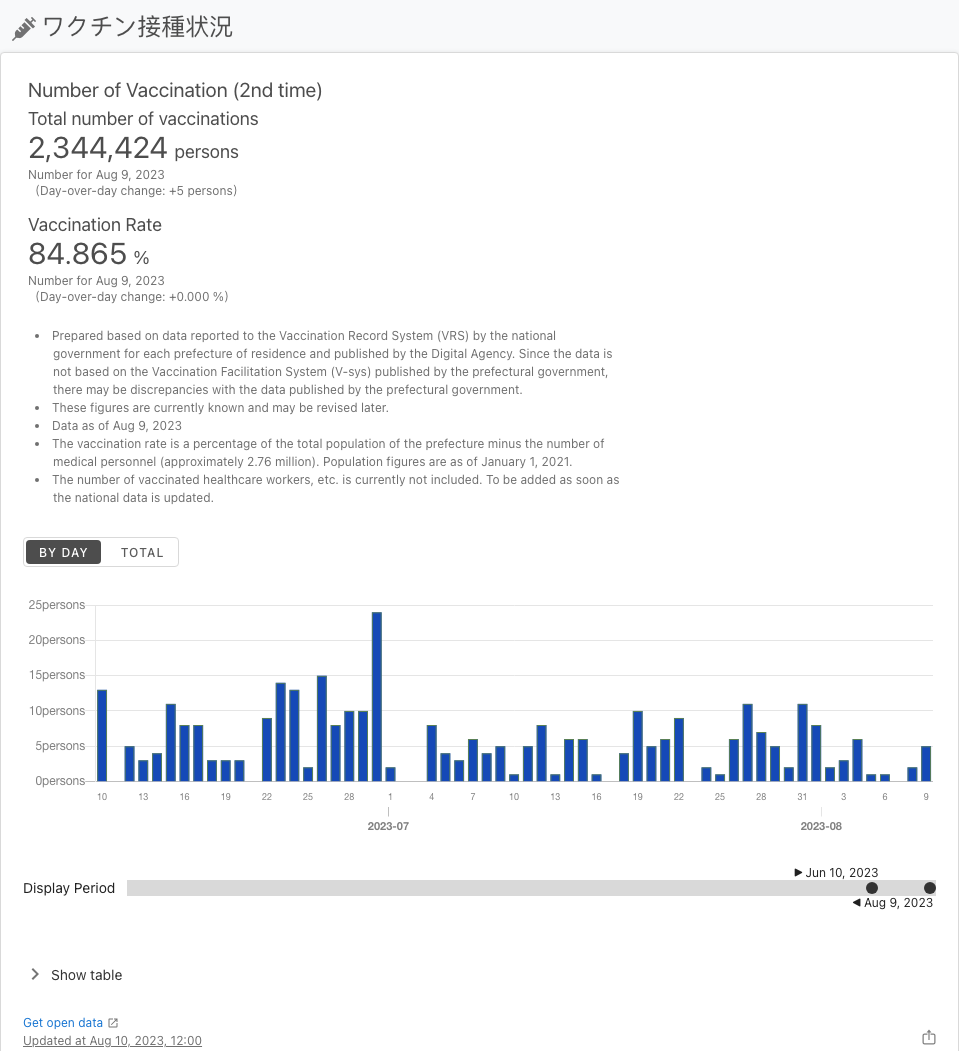 ワクチン接種状況
Number of Vaccination (2nd time)
Total number of vaccinations
2,344,424 persons
Number for Aug 9, 2023
(Day-over-day change: +5 persons)
Vaccination Rate
84.865 %
Number for Aug 9, 2023
(Day-over-day change: +0.000 %)
• Prepared based on data reported to the Vaccination Record System (VRS) by the national
government for each prefecture of residence and published by the Digital Agency. Since the data is
not based on the Vaccination Facilitation System (V-sys) published by the prefectural government,
there may be discrepancies with the data published by the prefectural government.
• These figures are currently known and may be revised later.
• Data as of Aug 9, 2023
• The vaccination rate is a percentage of the total population of the prefecture minus the number of
medical personnel (approximately 2.76 million). Population figures are as of January 1, 2021.
• The number of vaccinated healthcare workers, etc. is currently not included. To be added as soon as
the national data is updated.
BY DAY TOTAL
25persons
20persons
15persons
10persons
5persons
0persons
10 13 16 19 22 25 28 1 4 7 10 13 16 19 22 25 28 31 3 6 9
2023-07 2023-08
Jun 10, 2023
Display Period
Aug 9, 2023
Show table
Get open data
Updated at Aug 10, 2023, 12:00